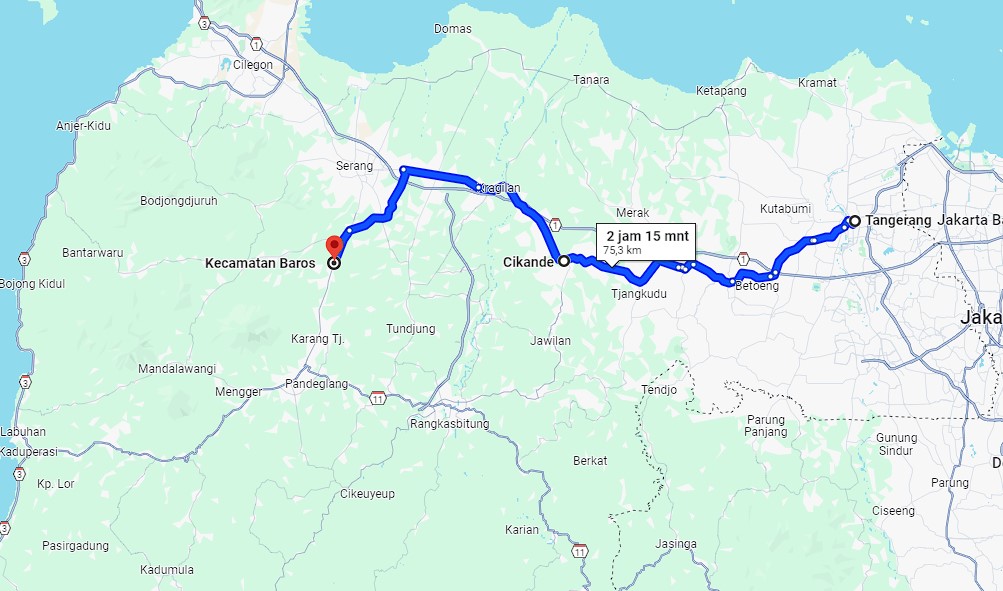 Domas
3
1
Cilegon
Tanara
Ketapang
Kramat
Anjer-Kidu
Serang
Kragilan
Bodjongdjuruh
Merak
Kutabumi
1
Tangerang
Jakarta Ba
2 jam 15 mnt
75,3 km
Bantarwaru
3
Kecamatan Baros
Cikande
1
Bojong Kidul
Tjangkudu
Betoeng
Jaka
Tundjung
Karang Tj.
Jawilan
Mandalawangi
3
Mengger
Pandeglang
11
Tendjo
Rangkasbitung
Parung
Panjang
Labuhan
Kaduperasi
Gunung
Sindur
3
Berkat
D
Kp. Lor
Parung
Cikeuyeup
Ciseeng
3
Karian
Pasirgadung
11
Jasinga
Kadumula